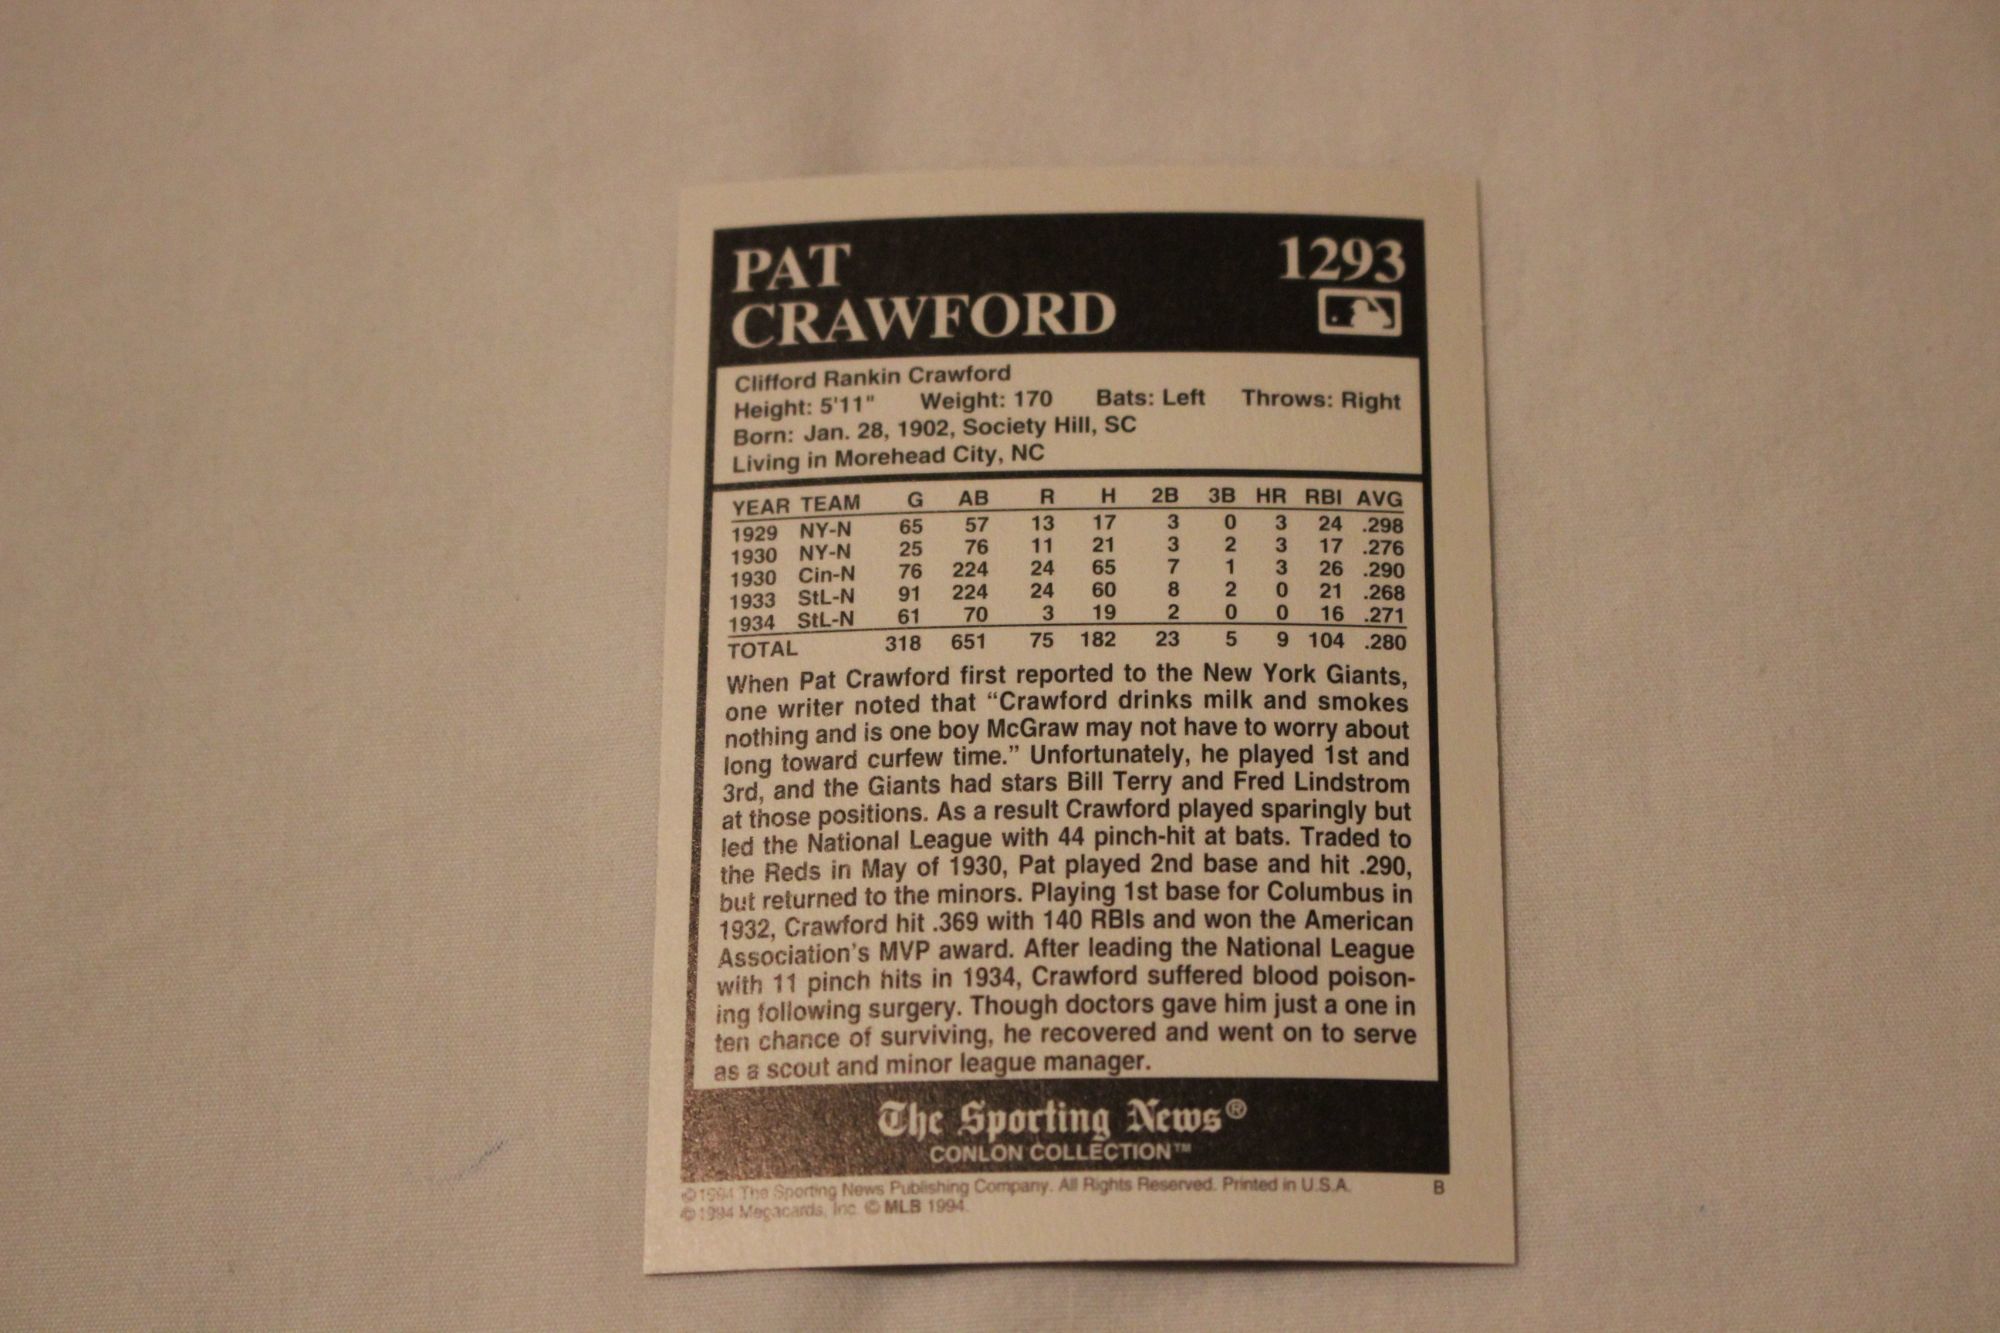 PAT
CRAWFORD
1293
Clifford Rankin Crawford
Height: 5'11" Weight: 170 Bats: Left Throws: Right
Born: Jan. 28, 1902, Society Hill, SC
Living in Morehead City, NC
YEAR TEAM G AB R H 2B 3B HR RBI AVG
1929 NY-N 65 57 13 17 3 0 3 24 .298
1930 NY-N 25 76 11 21 3 2 3 17 .276
1930 Cin-N 76 224 24 65 7 1 3 26 .290
1933 StL-N 91 224 24 60 8 2 0 21 .268
1934 StL-N 61 70 3 19 2 0 0 16 .271
TOTAL 318 651 75 182 23 5 9 104 .280
When Pat Crawford first reported to the New York Giants,
one writer noted that “Crawford drinks milk and smokes
nothing and is one boy McGraw may not have to worry about
long toward curfew time.” Unfortunately, he played 1st and
3rd, and the Giants had stars Bill Terry and Fred Lindstrom
at those positions. As a result Crawford played sparingly but
led the National League with 44 pinch-hit at bats. Traded to
the Reds in May of 1930, Pat played 2nd base and hit .290,
but returned to the minors. Playing 1st base for Columbus in
1932, Crawford hit .369 with 140 RBIs and won the American
Association's MVP award. After leading the National League
with 11 pinch hits in 1934, Crawford suffered blood poison-
ing following surgery. Though doctors gave him just a one in
ten chance of surviving, he recovered and went on to serve
as a scout and minor league manager.
The Sporting News®
CONLON COLLECTION™
© 1994 The Sporting News Publishing Company. All Rights Reserved. Printed in U.S.A. B
© 1994 Megacards, Inc. © MLB 1994